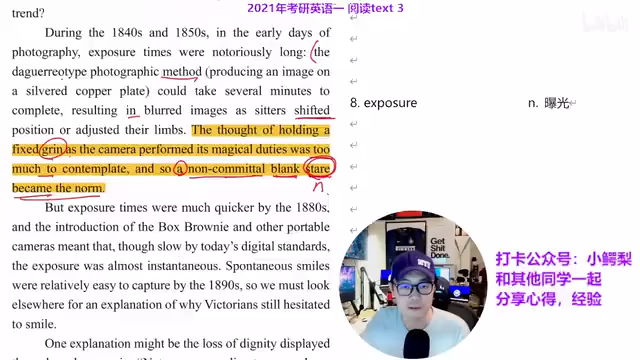 2021年考研英语一 阅读text 3
bilibili
trend?
During the 1840s and 1850s, in the early days of
photography, exposure times were notoriously long: the
daguerreotype photographic method (producing an image on
a silvered copper plate) could take several minutes to
complete, resulting in blurred images as sitters shifted
position or adjusted their limbs. The thought of holding a
fixed grin as the camera performed its magical duties was too
much to contemplate, and so a non-committal blank stare
became the norm.
n.
But exposure times were much quicker by the 1880s,
and the introduction of the Box Brownie and other portable
cameras meant that, though slow by today's digital standards,
the exposure was almost instantaneous. Spontaneous smiles
were relatively easy to capture by the 1890s, so we must look
elsewhere for an explanation of why Victorians still hesitated
to smile.
One explanation might be the loss of dignity displayed
8. exposure n. 曝光
Get
Shit
Done.
打卡公众号：小鳄梨
和其他同学一起
分享心得，经验